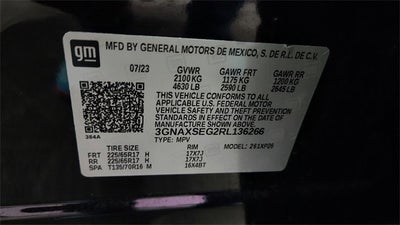 gm
MFD BY GENERAL MOTORS DE MEXICO, S. DE R.L. DE C.V.
07/23 GVWR GAWR FRT GAWR RR
2100 KG 1175 KG 1200 KG
4630 LB 2590 LB 2645 LB
THIS VEHICLE CONFORMS TO ALL
APPLICABLE U.S. FEDERAL MOTOR
VEHICLE SAFETY AND THEFT PREVENTION
STANDARDS IN EFFECT ON THE DATE OF
MANUFACTURE SHOWN ABOVE.
3GNAXSEG2RL136266
TYPE: MPV
384A
TIRE SIZE RIM MODEL: 261XP26
FRT 225/65R17 H 17X7J
RR 225/65R17 H 17X7J
SPA T135/70R16 M 16X4BT